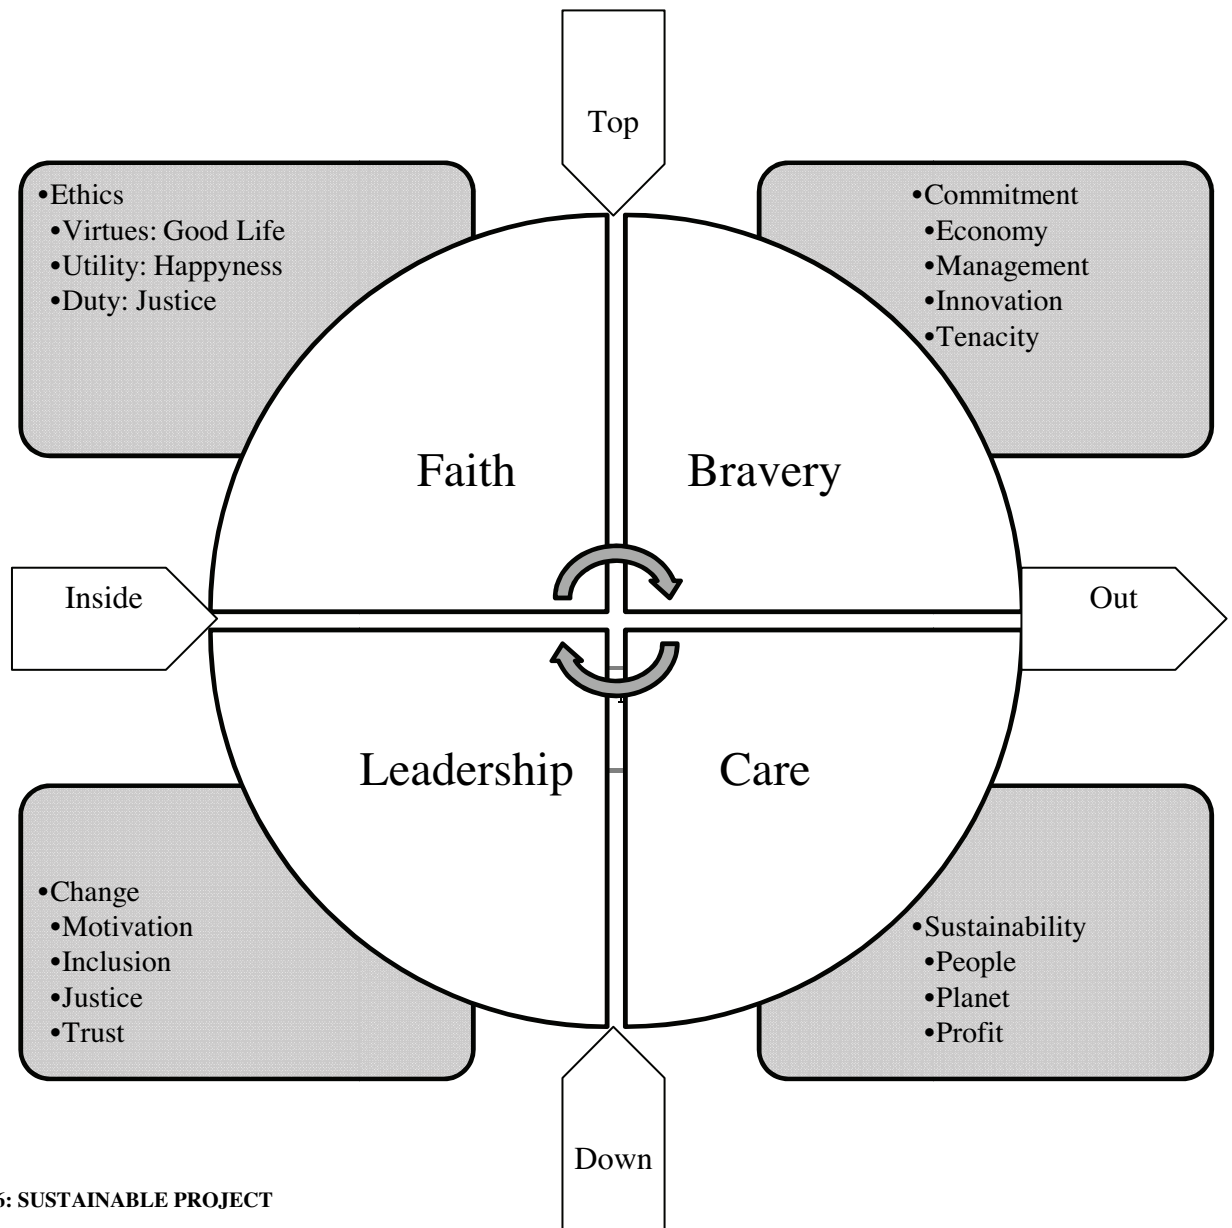 Top
•Ethics
•Virtues: Good Life
•Utility: Happyness
•Duty: Justice
•Commitment
•Economy
•Management
•Innovation
•Tenacity
Faith
Bravery
Inside
Out
Leadership
Care
•Change
•Motivation
•Inclusion
•Justice
•Trust
•Sustainability
•People
•Planet
•Profit
Down
: SUSTAINABLE PROJECT